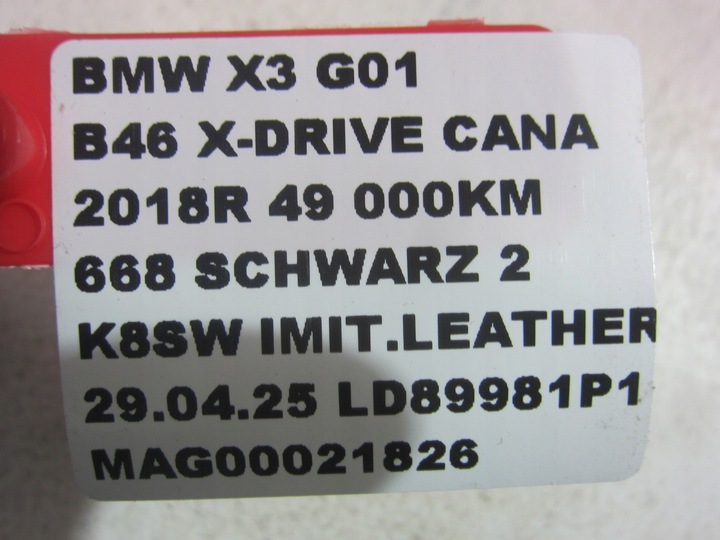 BMW X3 G01
B46 X-DRIVE CANA
2018R 49 000KM
668 SCHWARZ 2
K8SW IMIT.LEATHER
29.04.25 LD89981P1
MAG00021826